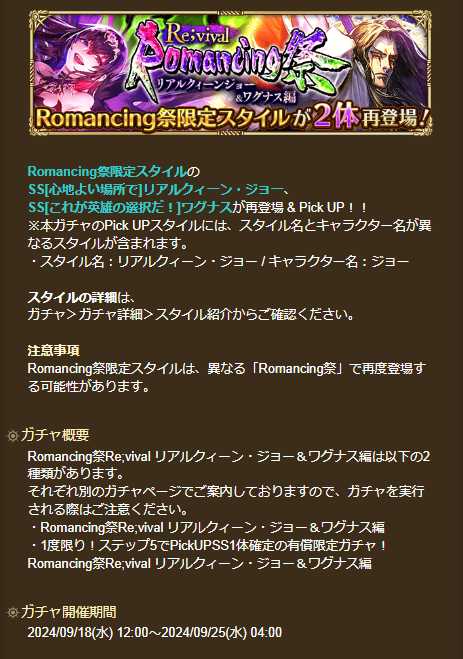 Re;vival
Romancing祭
リアルクィーンジョー
&ワグナス編
Romancing祭限定スタイルが2体再登場!
Romancing祭限定スタイルの
SS[心地よい場所で]リアルクィーン・ジョー、
SS[これが英雄の選択だ！]ワグナスが再登場 & Pick UP！！
※本ガチャのPick UPスタイルには、スタイル名とキャラクター名が異
なるスタイルが含まれます。
・スタイル名：リアルクィーン・ジョー / キャラクター名：ジョー
スタイルの詳細は、
ガチャ＞ガチャ詳細＞スタイル紹介からご確認ください。
注意事項
Romancing祭限定スタイルは、異なる「Romancing祭」で再度登場す
る可能性があります。
ガチャ概要
Romancing祭Re;vival リアルクィーン・ジョー＆ワグナス編は以下の2
種類があります。
それぞれ別のガチャページでご案内しておりますので、ガチャを実行
される際はご注意ください。
・Romancing祭Re;vival リアルクィーン・ジョー＆ワグナス編
・1度限り！ステップ5でPickUPSS1体確定の有償限定ガチャ！
Romancing祭Re;vival リアルクィーン・ジョー＆ワグナス編
ガチャ開催期間
2024/09/18(水) 12:00～2024/09/25(水) 04:00